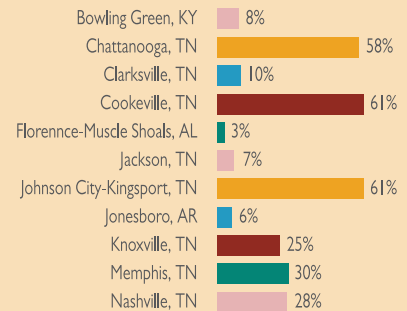 Bowling Green, KY 8%
Chattanooga, TN 58%
Clarksville, TN 10%
Cookeville, TN 61%
Florennce-Muscle Shoals, AL 3%
Jackson, TN 7%
Johnson City-Kingsport, TN 61%
Jonesboro, AR 6%
Knoxville, TN 25%
Memphis, TN 30%
Nashville, TN 28%